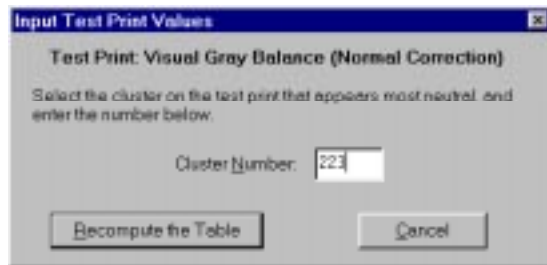 Input Test Print Values
Test Print: Visual Gray Balance (Normal Correction)
Select the cluster on the test print that appears most neutral, and
enter the number below.
Cluster Number: 223
Recompute the Table Cancel